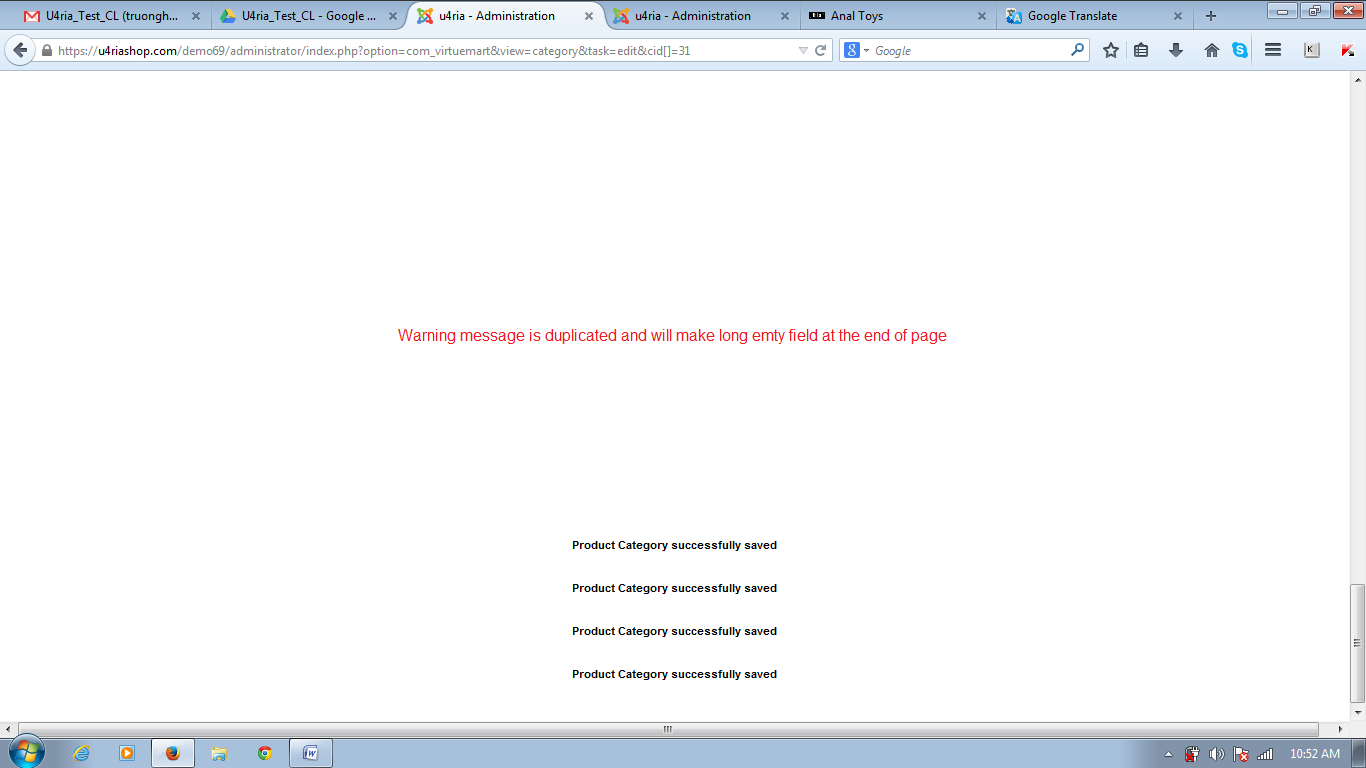 U4ria_Test_CL (truongh...
U4ria_Test_CL - Google ...
u4ria - Administration
u4ria - Administration
Anal Toys
Google Translate
https://u4riashop.com/demo69/administrator/index.php?option=com_virtuemart&view=category&task=edit&cid[]=31
Google
Warning message is duplicated and will make long emty field at the end of page
Product Category successfully saved
Product Category successfully saved
Product Category successfully saved
Product Category successfully saved
10:52 AM